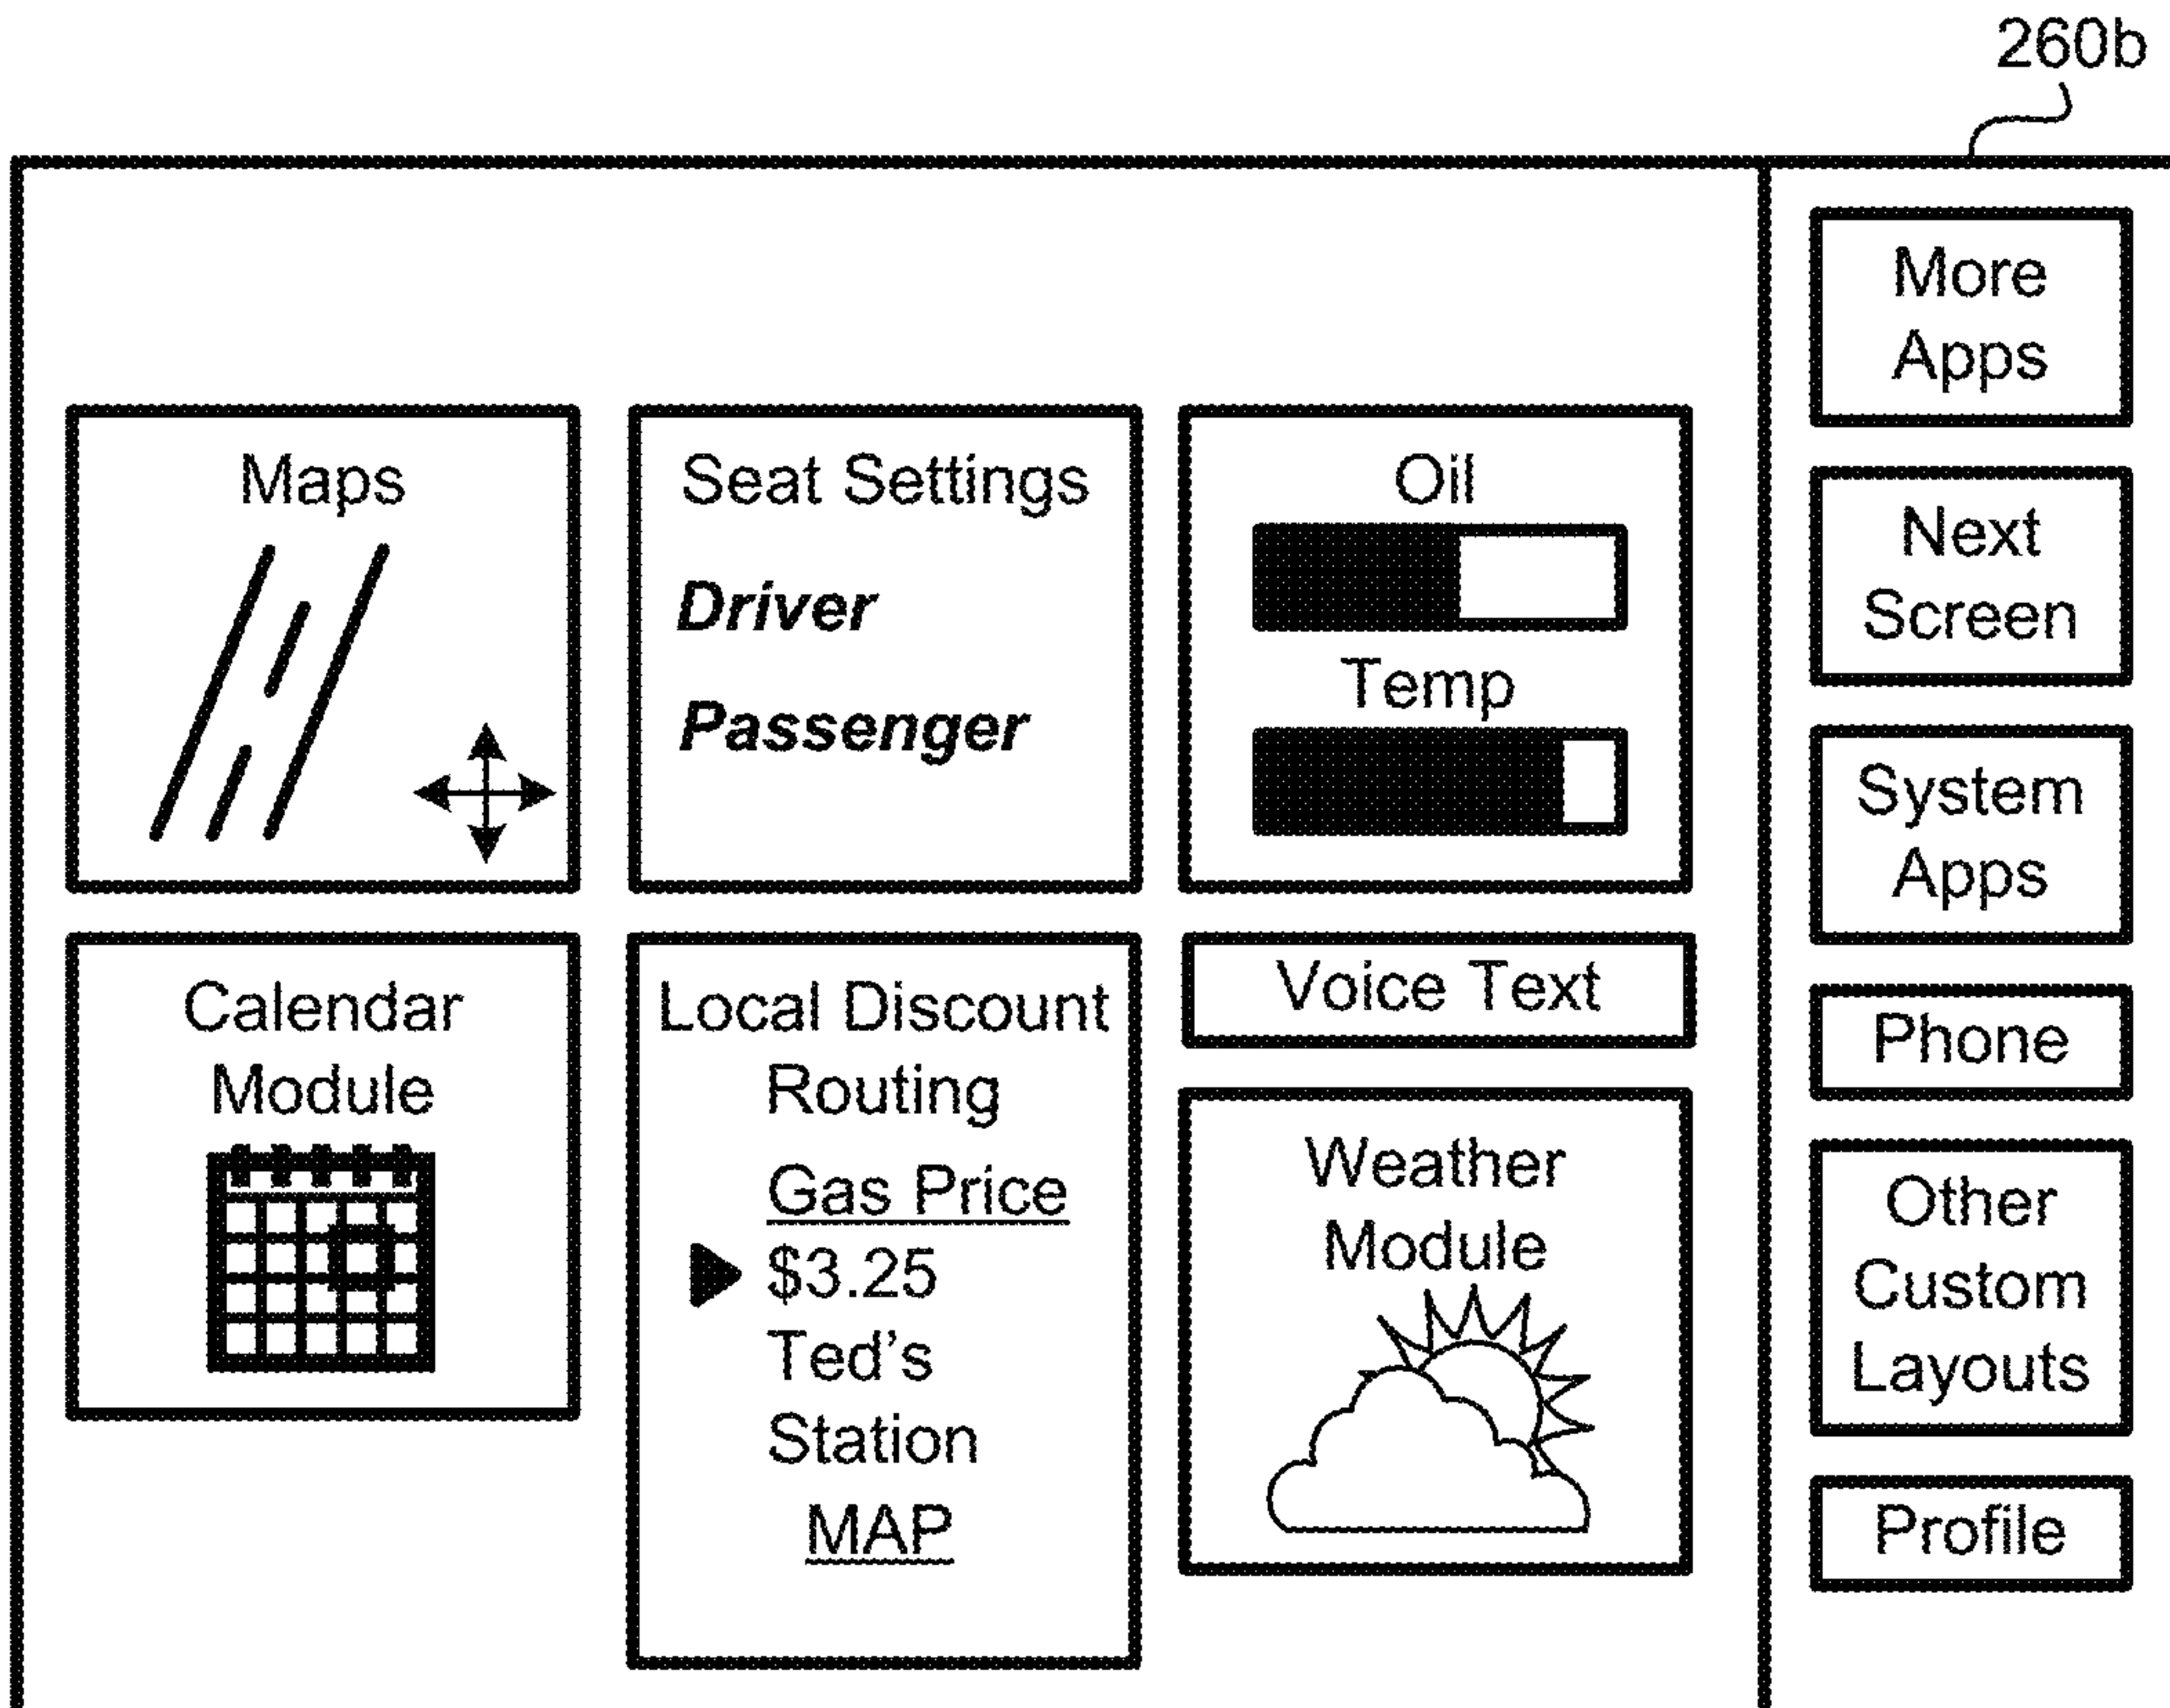 260b
Maps
Seat Settings
Driver
Passenger
Oil
Temp
Calendar
Module
Local Discount
Routing
Gas Price
$3.25
Ted's
Station
MAP
Voice Text
Weather
Module
More
Apps
Next
Screen
System
Apps
Phone
Other
Custom
Layouts
Profile